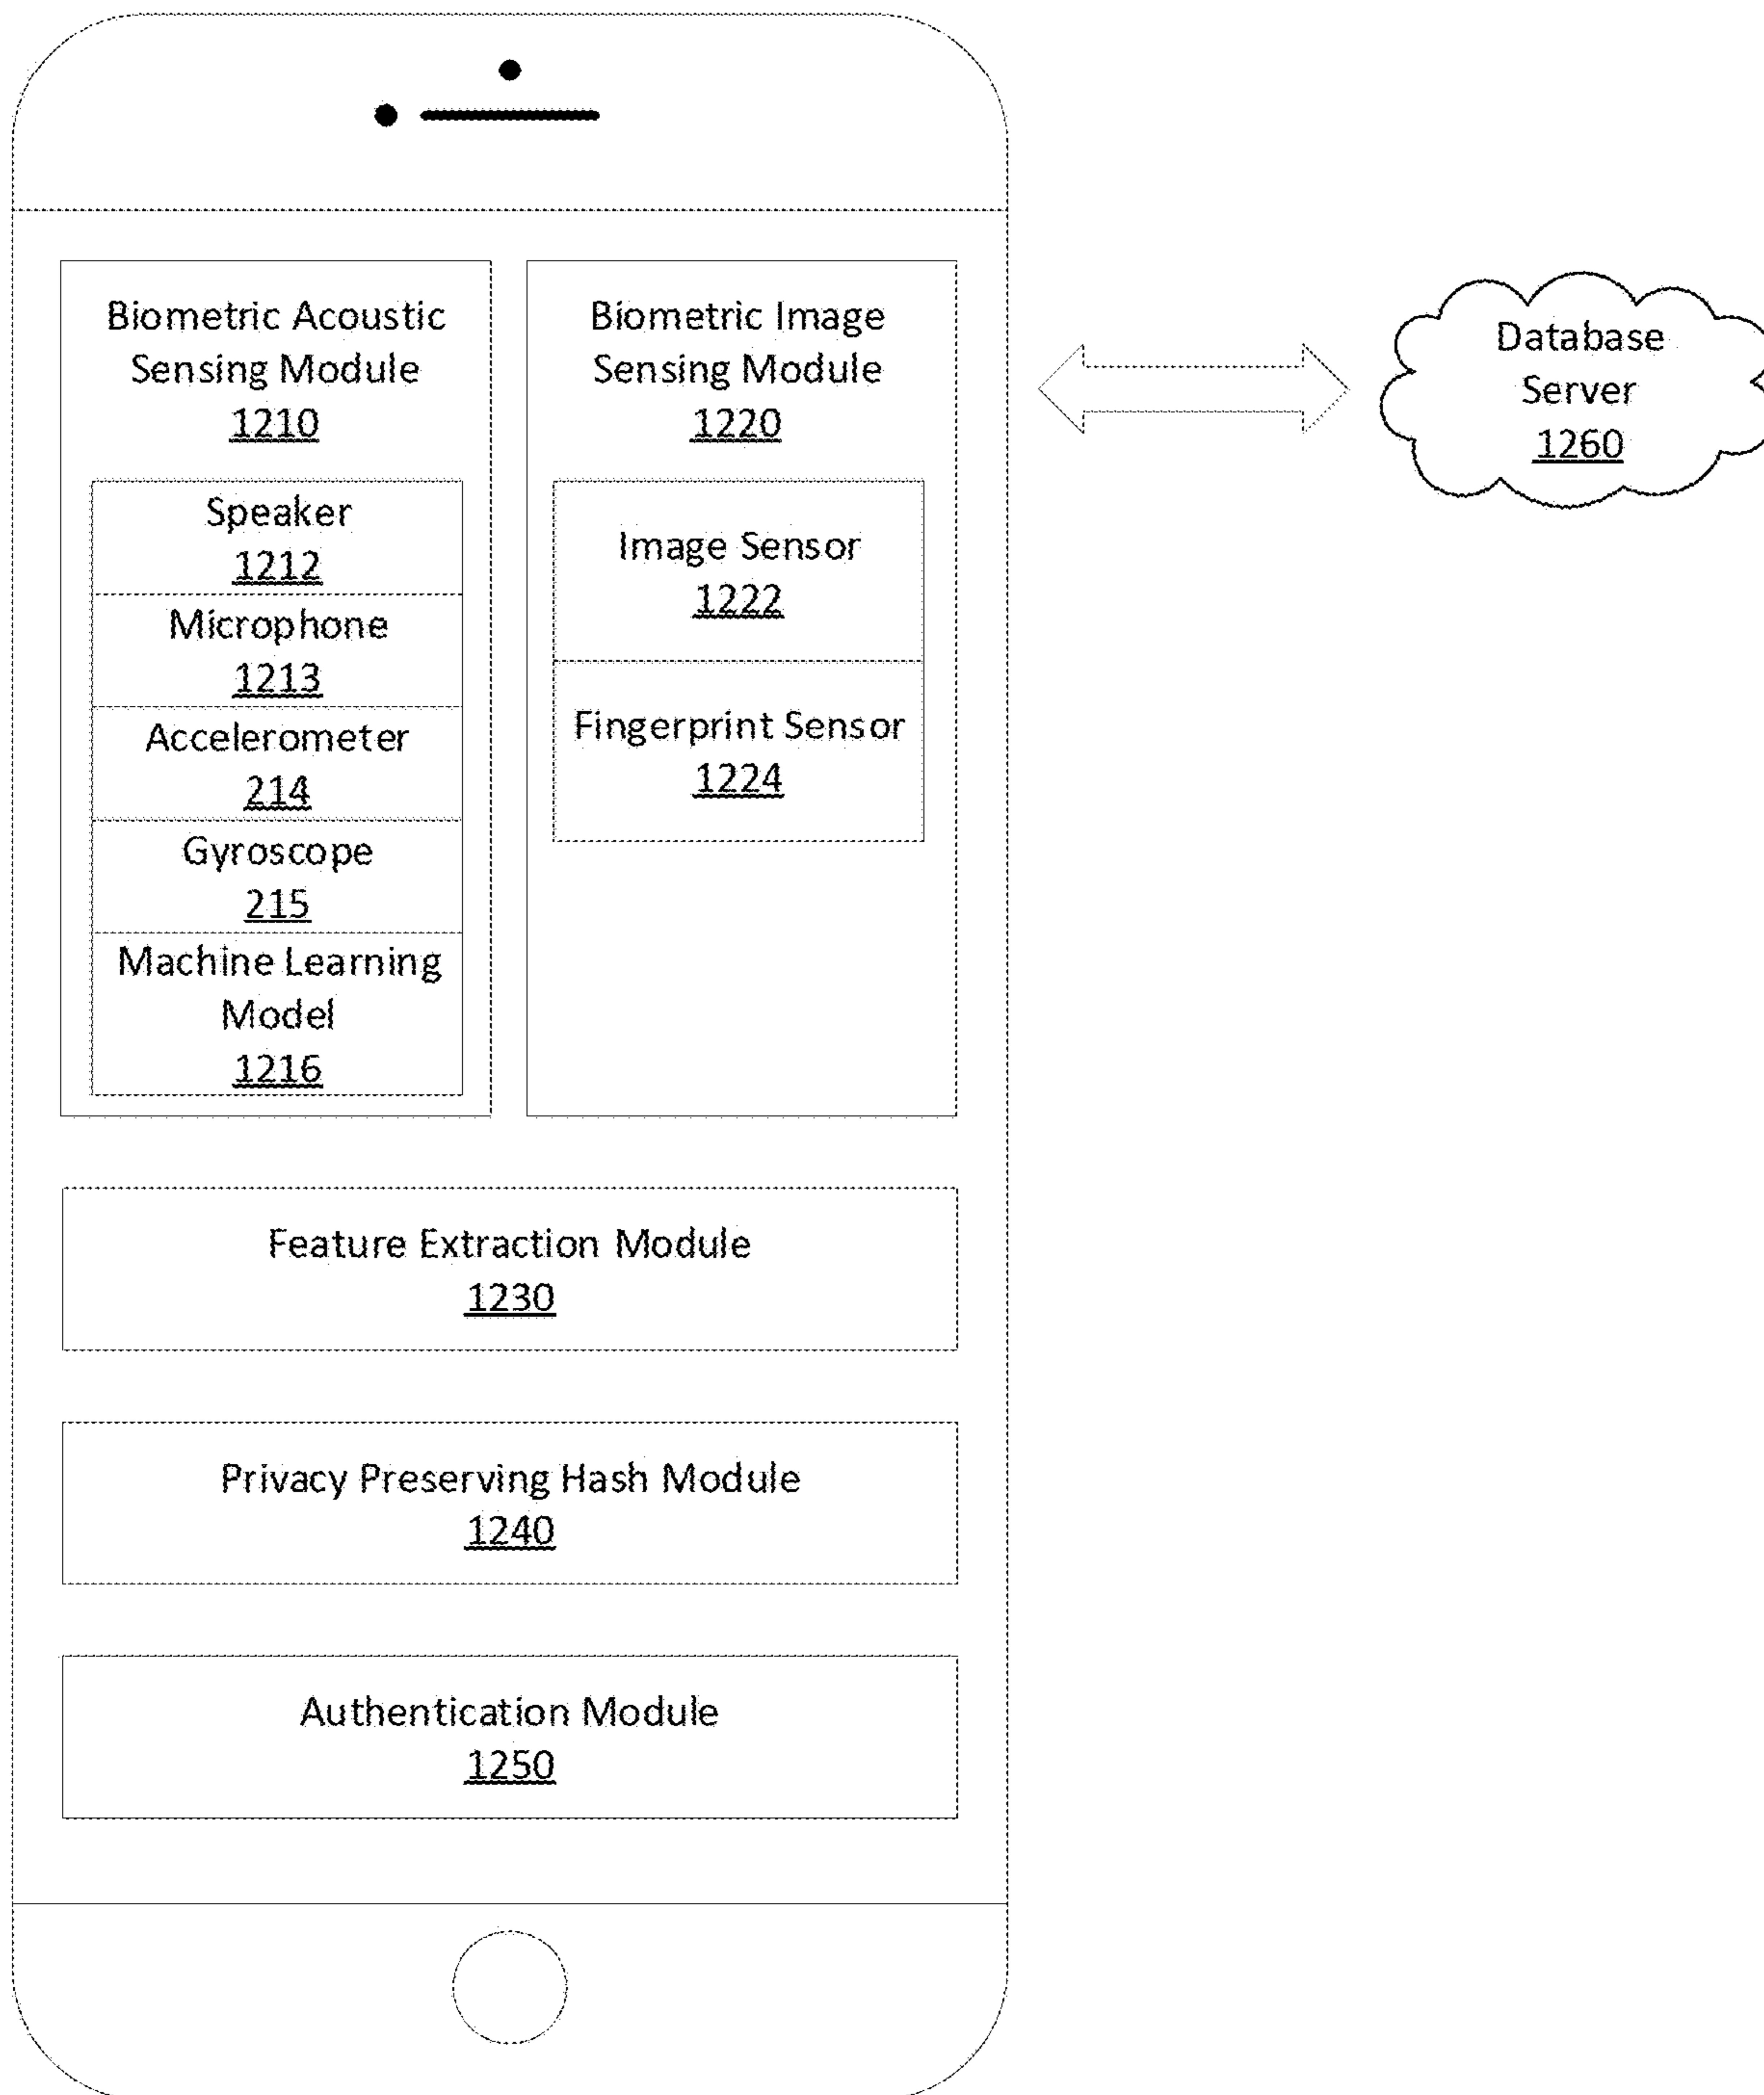 Biometric Acoustic
Sensing Module
1210
Speaker
1212
Microphone
1213
Accelerometer
214
Gyroscope
215
Machine Learning
Model
1216
Biometric Image
Sensing Module
1220
Image Sensor
1222
Fingerprint Sensor
1224
Database
Server
1260
Feature Extraction Module
1230
Privacy Preserving Hash Module
1240
Authentication Module
1250